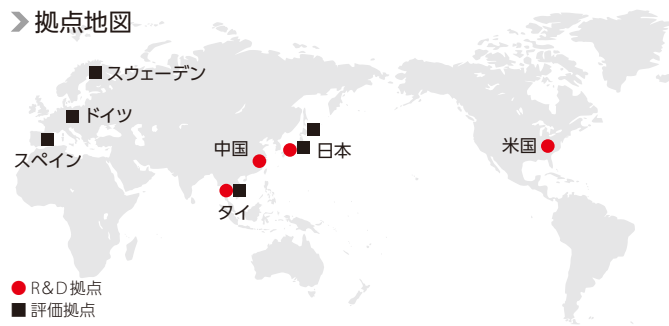 拠点地図
スウェーデン
ドイツ
スペイン
中国
日本
タイ
米国
R&D拠点
評価拠点